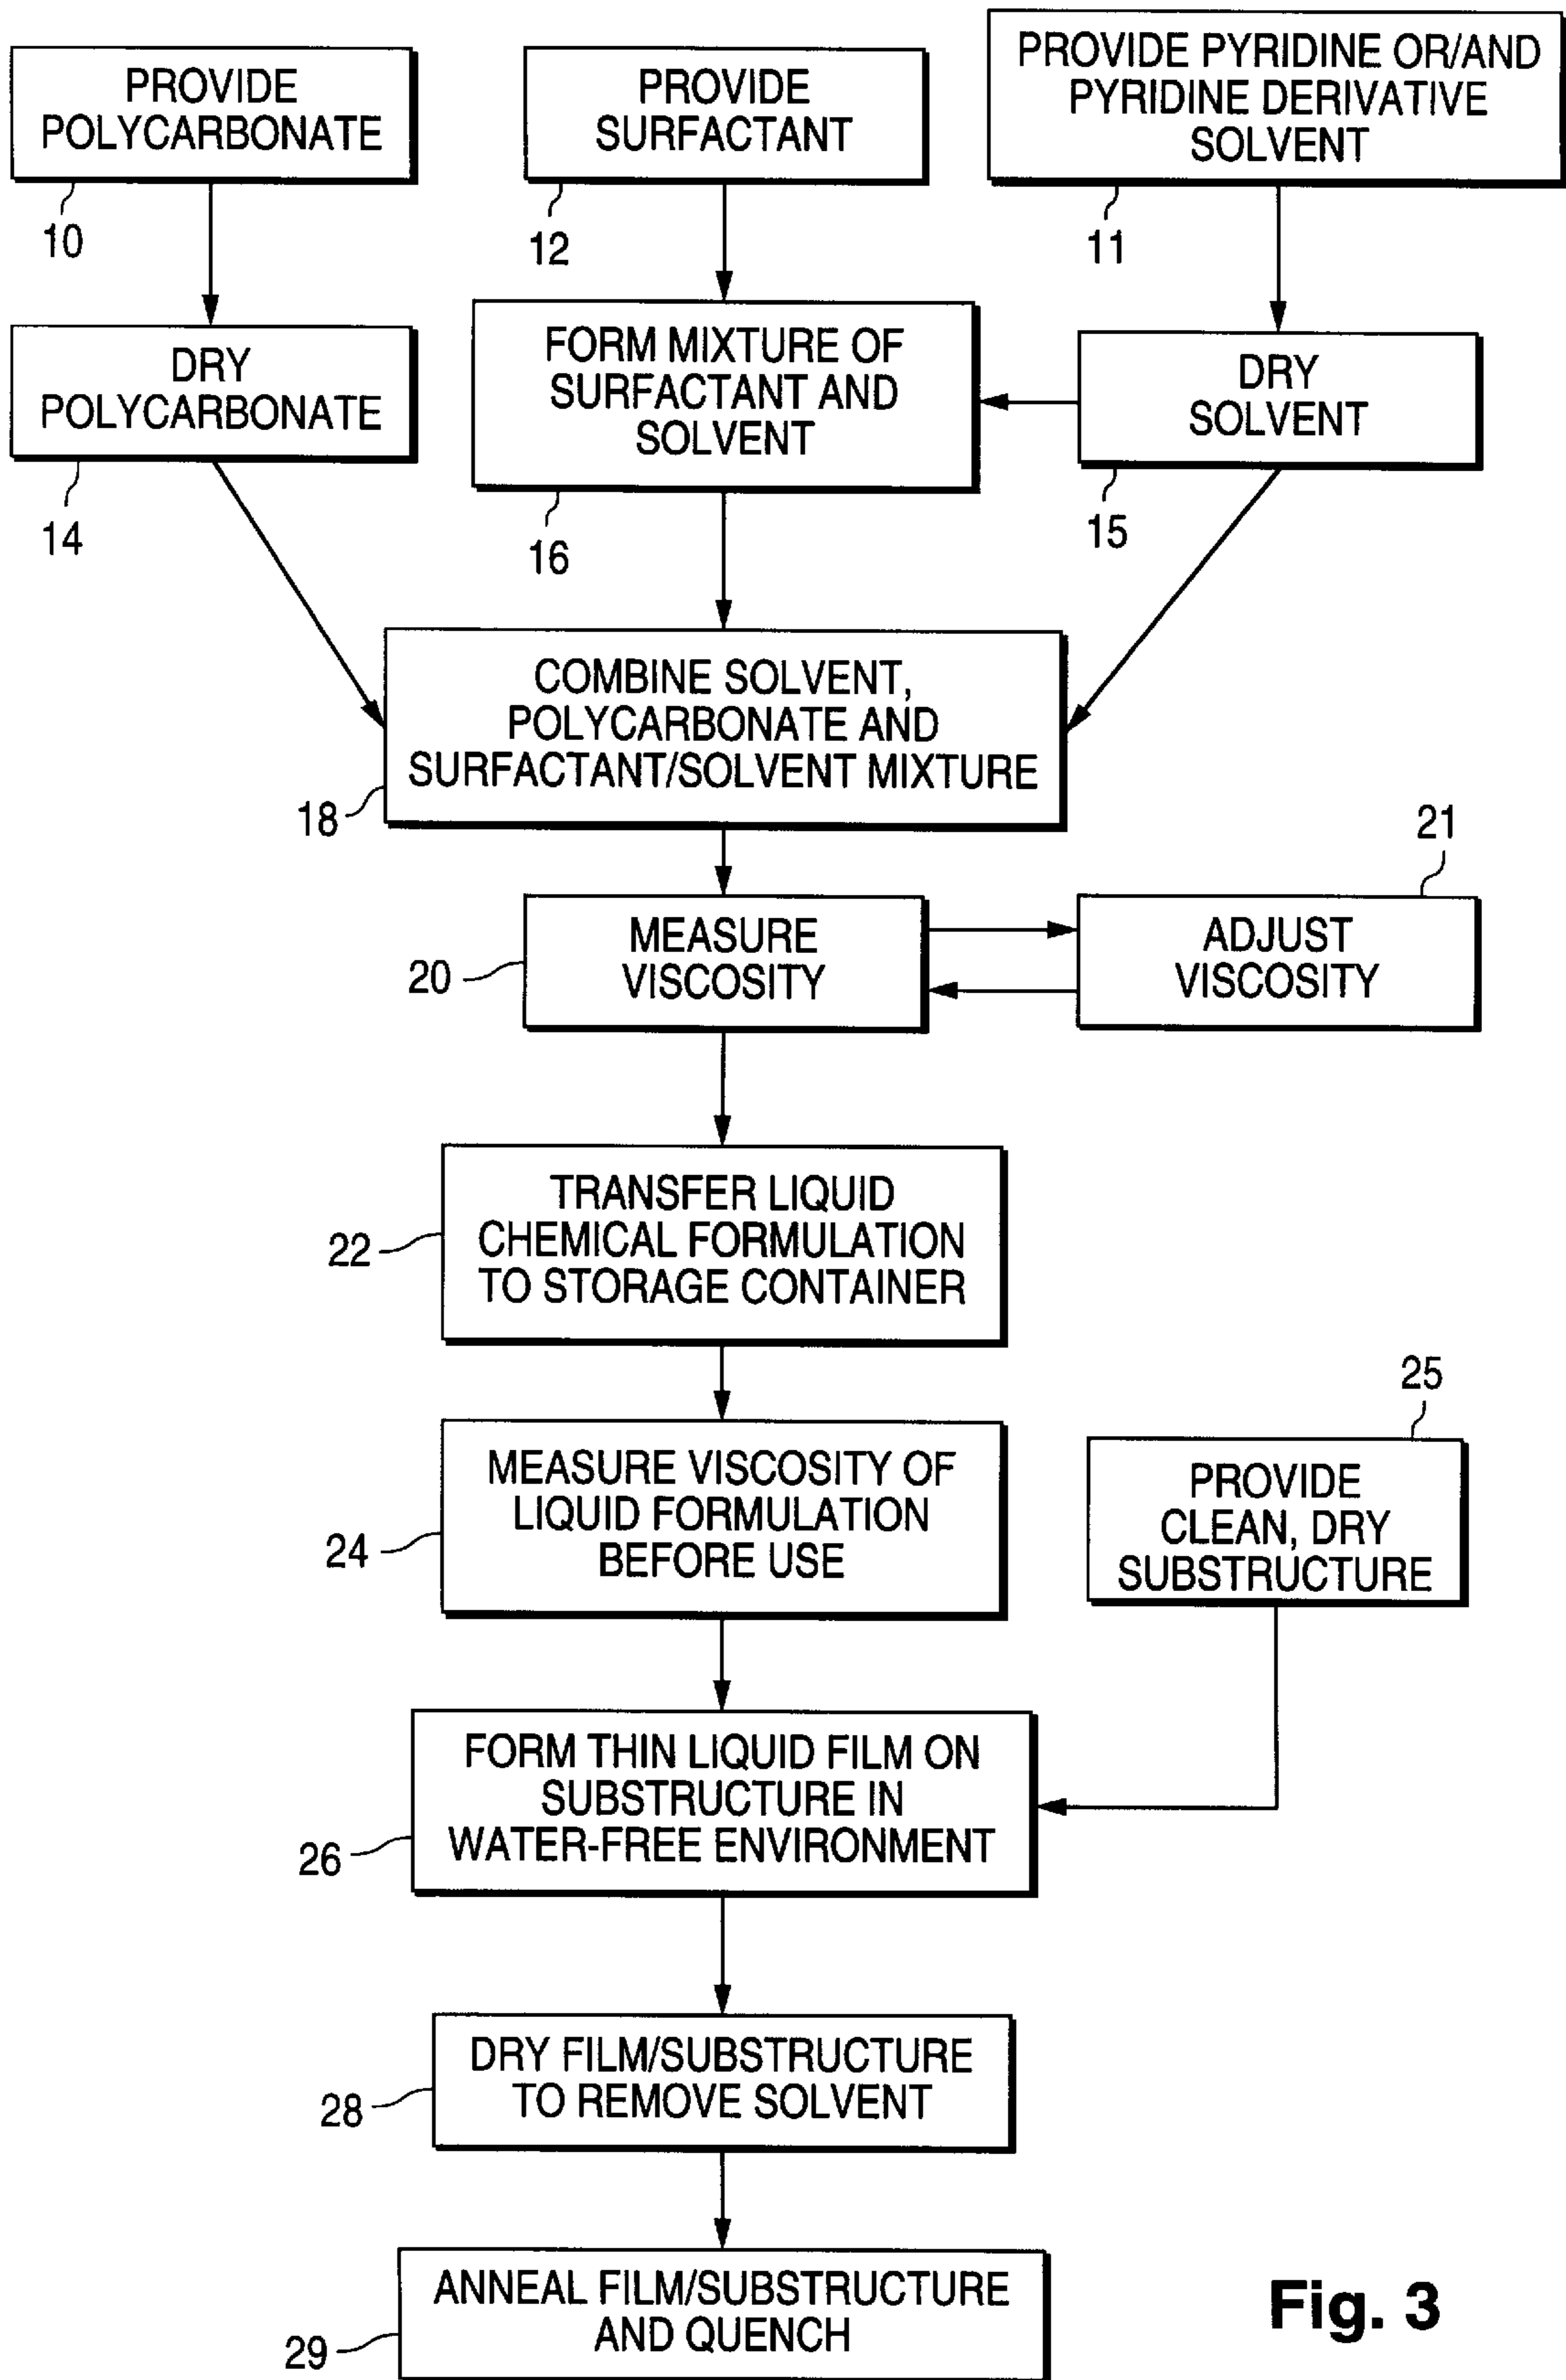 PROVIDE
POLYCARBONATE
10
PROVIDE
SURFACTANT
12
PROVIDE PYRIDINE OR/AND
PYRIDINE DERIVATIVE
SOLVENT
11
DRY
POLYCARBONATE
14
FORM MIXTURE OF
SURFACTANT AND
SOLVENT
16
DRY
SOLVENT
15
COMBINE SOLVENT,
POLYCARBONATE AND
SURFACTANT/SOLVENT MIXTURE
18
MEASURE
VISCOSITY
20
21
ADJUST
VISCOSITY
TRANSFER LIQUID
CHEMICAL FORMULATION
TO STORAGE CONTAINER
22
MEASURE VISCOSITY OF
LIQUID FORMULATION
BEFORE USE
24
25
PROVIDE
CLEAN, DRY
SUBSTRUCTURE
FORM THIN LIQUID FILM ON
SUBSTRUCTURE IN
WATER-FREE ENVIRONMENT
26
DRY FILM/SUBSTRUCTURE
TO REMOVE SOLVENT
28
ANNEAL FILM/SUBSTRUCTURE
AND QUENCH
29
Fig. 3